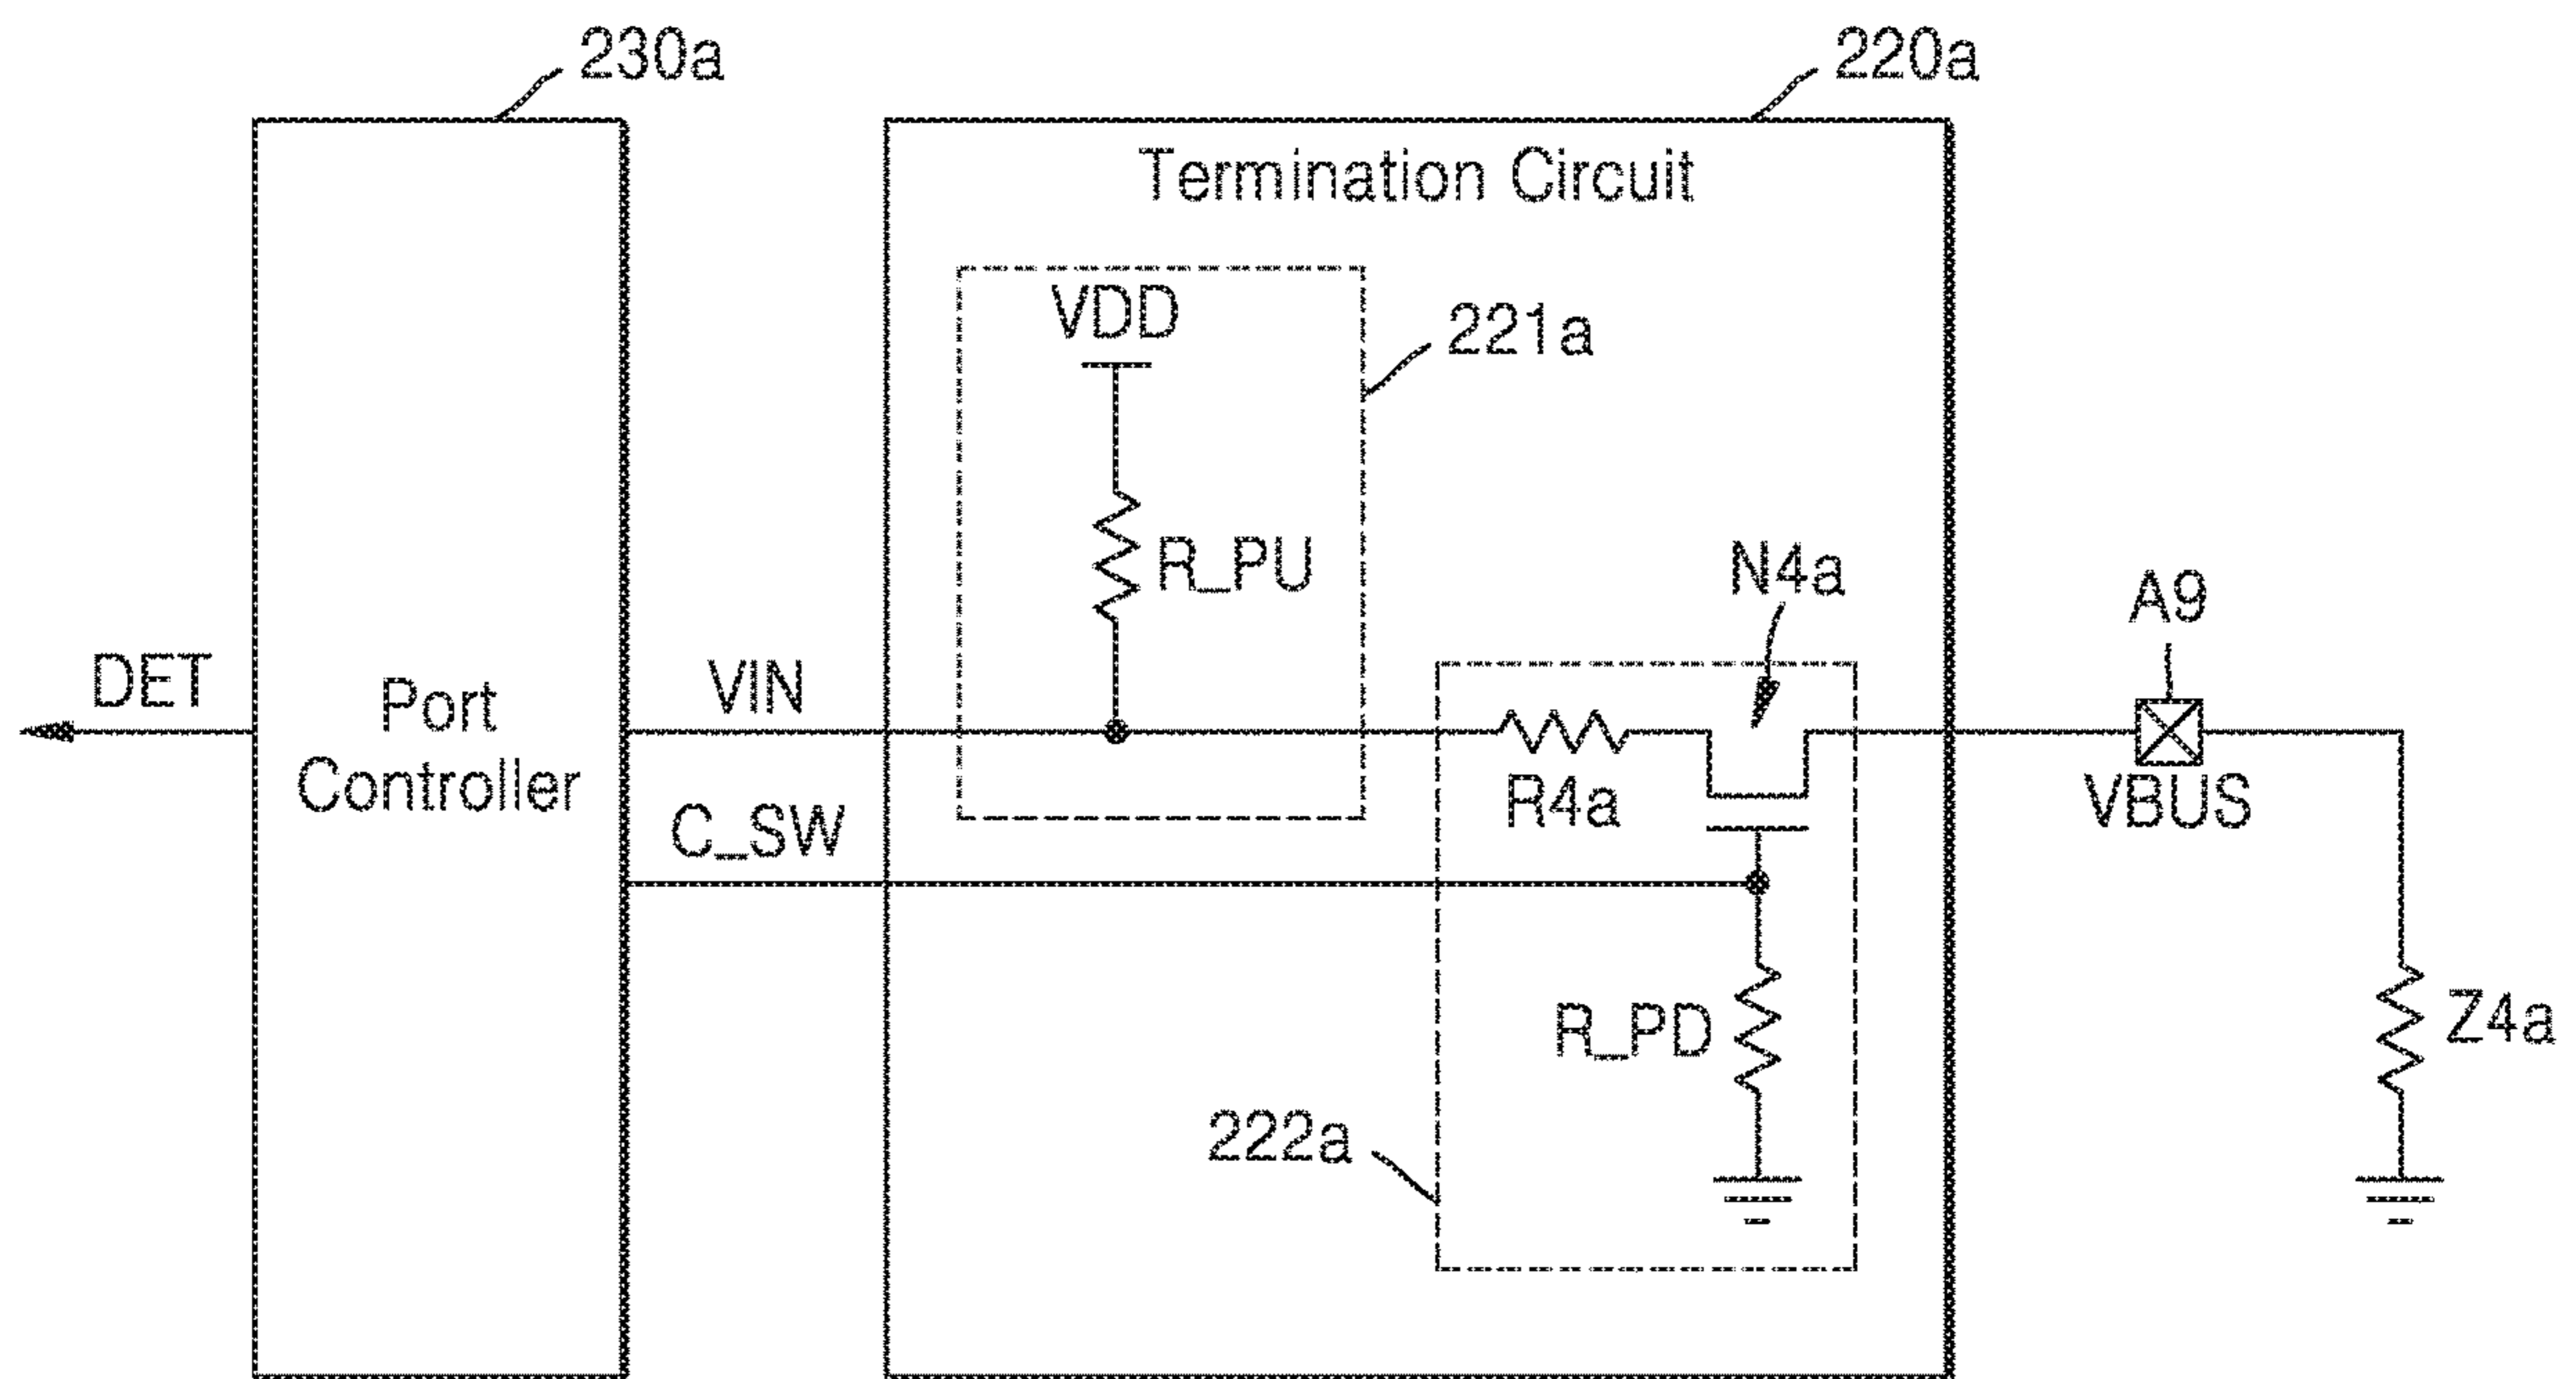 230a
220a
Termination Circuit
VDD
221a
R_PU
N4a
A9
DET
Port
Controller
VIN
R4a
VBUS
C_SW
R_PD
Z4a
222a